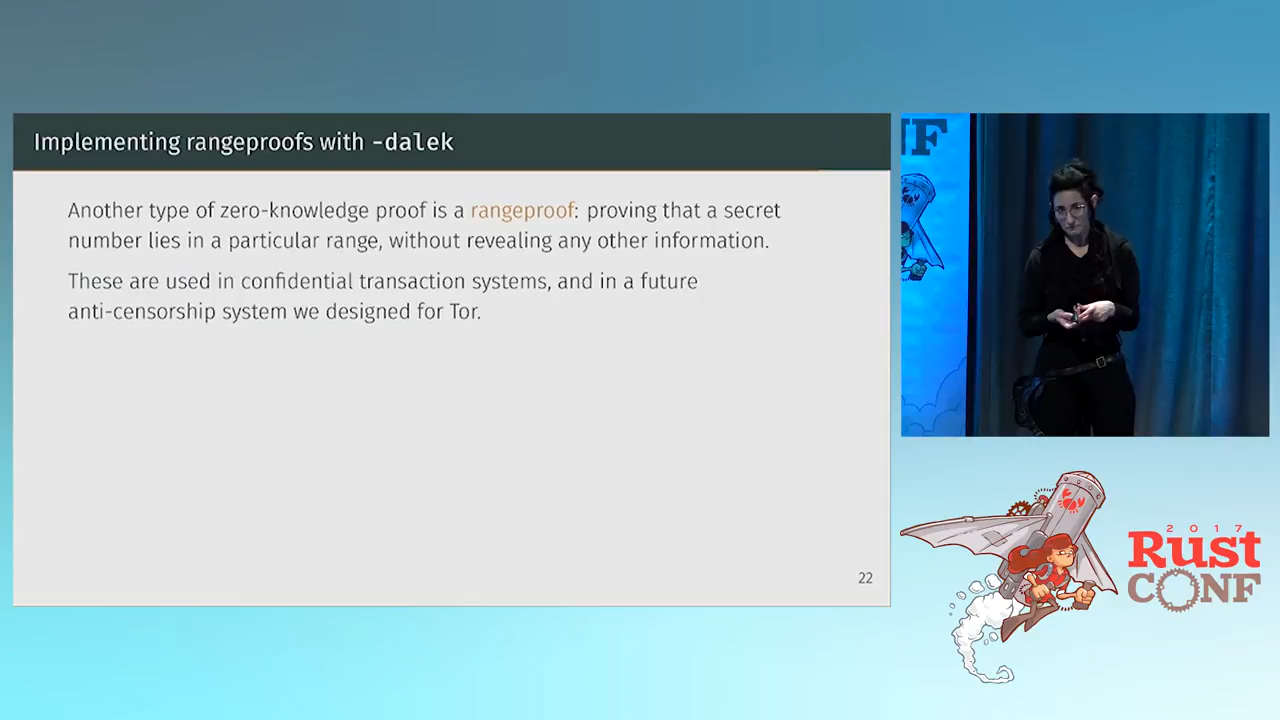 Implementing rangeproofs with -dalek
Another type of zero-knowledge proof is a rangeproof: proving that a secret
number lies in a particular range, without revealing any other information.
These are used in confidential transaction systems, and in a future
anti-censorship system we designed for Tor.
22
NF
2017
Rust
CONF